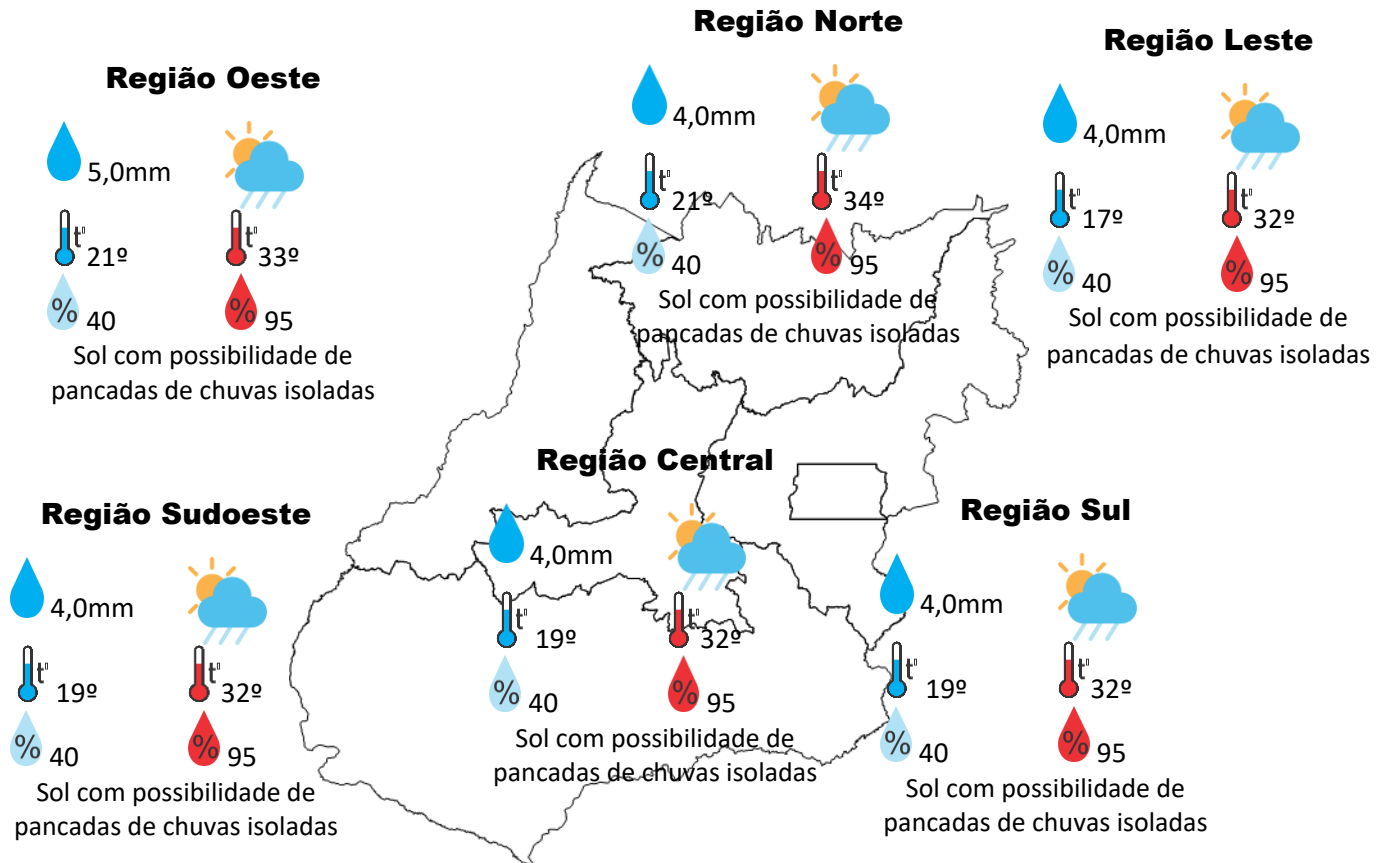 Região Norte
4,0mm
t°
21º
t°
34º
%
40
%
95
Sol com possibilidade de
pancadas de chuvas isoladas
Região Leste
4,0mm
t°
17º
t°
32º
%
40
%
95
Sol com possibilidade de
pancadas de chuvas isoladas
Região Oeste
5,0mm
t°
21º
t°
33º
%
40
%
95
Sol com possibilidade de
pancadas de chuvas isoladas
Região Central
4,0mm
t°
19º
t°
32º
%
40
%
95
Sol com possibilidade de
pancadas de chuvas isoladas
Região Sudoeste
4,0mm
t°
19º
t°
32º
%
40
%
95
Sol com possibilidade de
pancadas de chuvas isoladas
Região Sul
4,0mm
t°
19º
t°
32º
%
40
%
95
Sol com possibilidade de
pancadas de chuvas isoladas